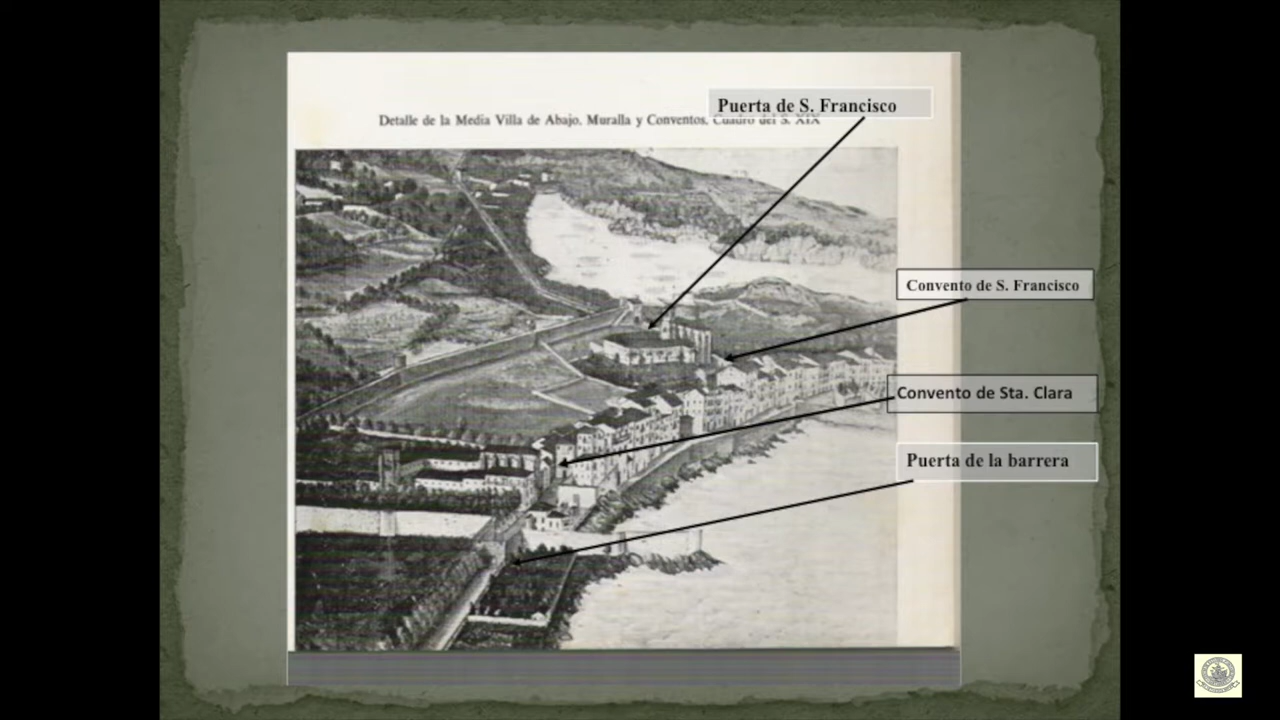 Puerta de S. Francisco
Detalle de la Media Villa de Abajo, Muralla y Conventos. Cuadro del S. XIX
Convento de S. Francisco
Convento de Sta. Clara
Puerta de la barrera